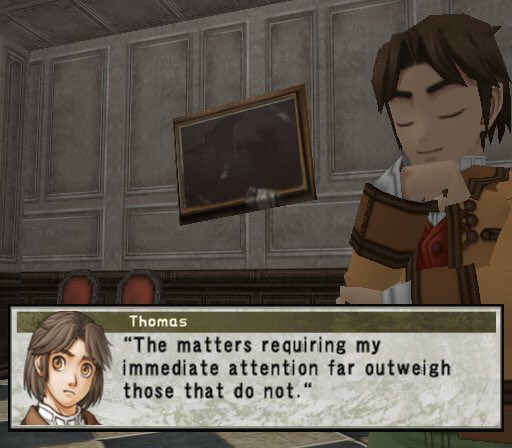 Thomas
“The matters requiring my
immediate attention far outweigh
those that do not.“